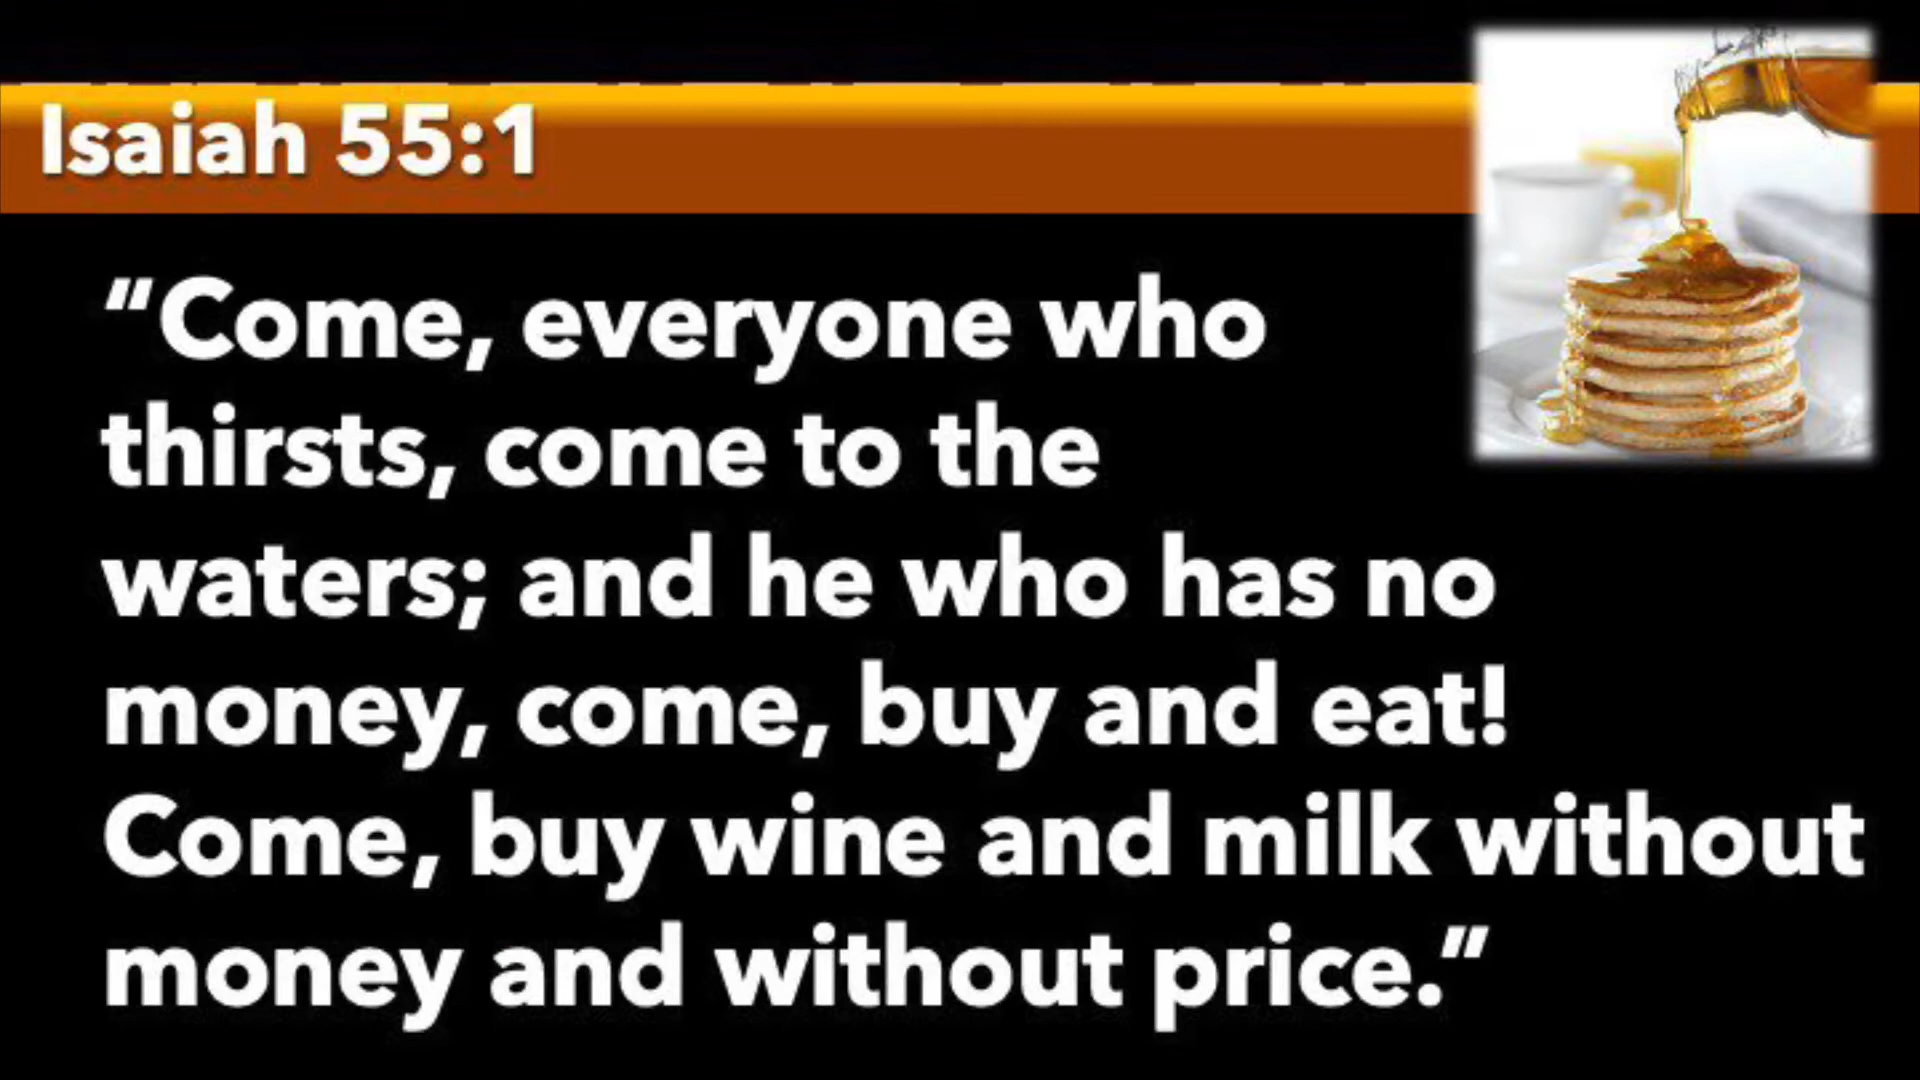 Isaiah 55:1
“Come, everyone who
thirsts, come to the
waters; and he who has no
money, come, buy and eat!
Come, buy wine and milk without
money and without price.”